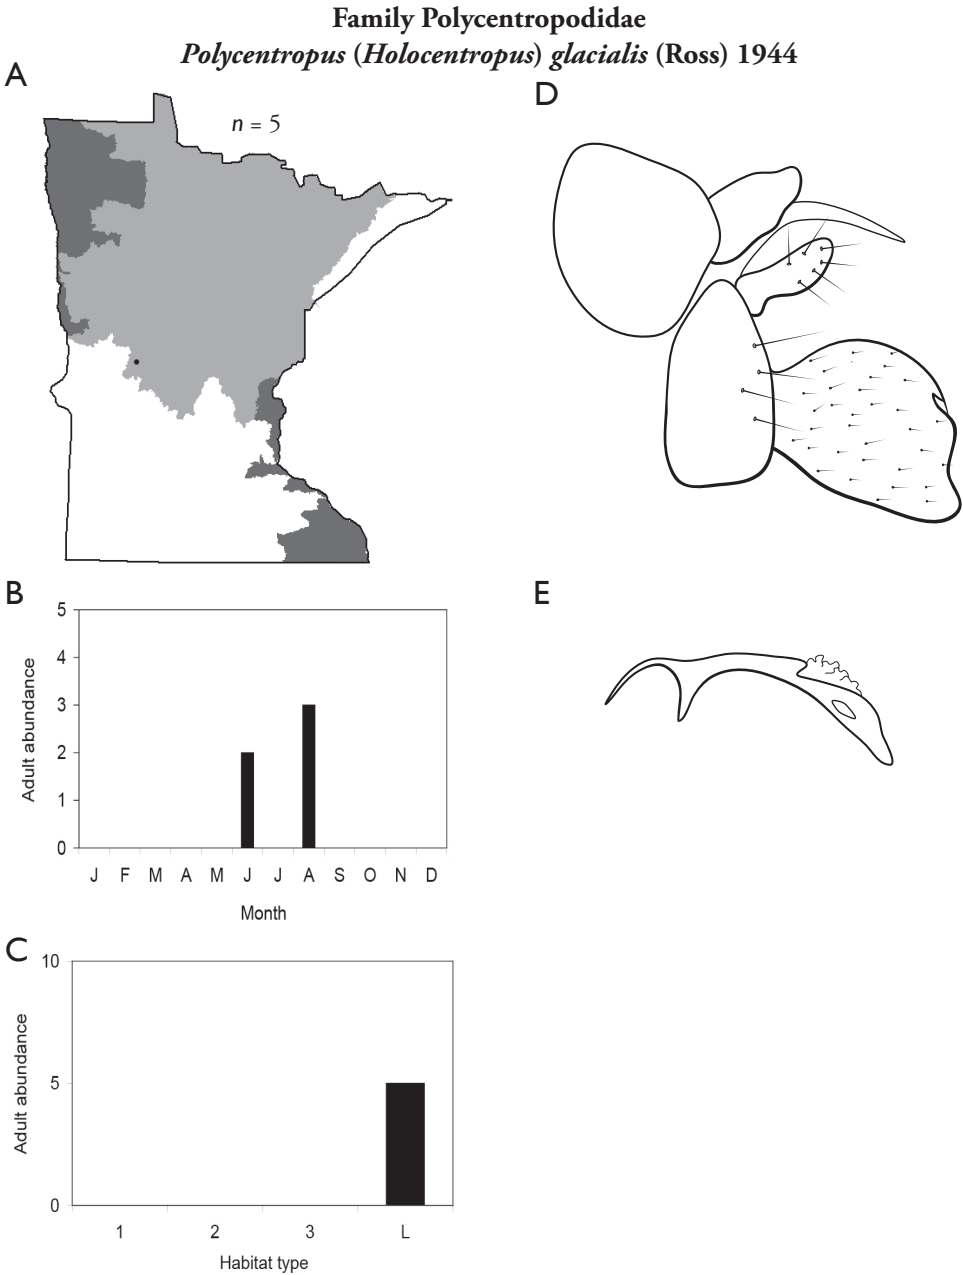 Family Polycentropodidae
Polycentropus (Holocentropus) glacialis (Ross) 1944
A
n = 5
D
B
5
4
3
2
1
0
Adult abundance
J F M A M J J A S O N D
Month
E
C
10
5
0
Adult abundance
1 2 3 L
Habitat type